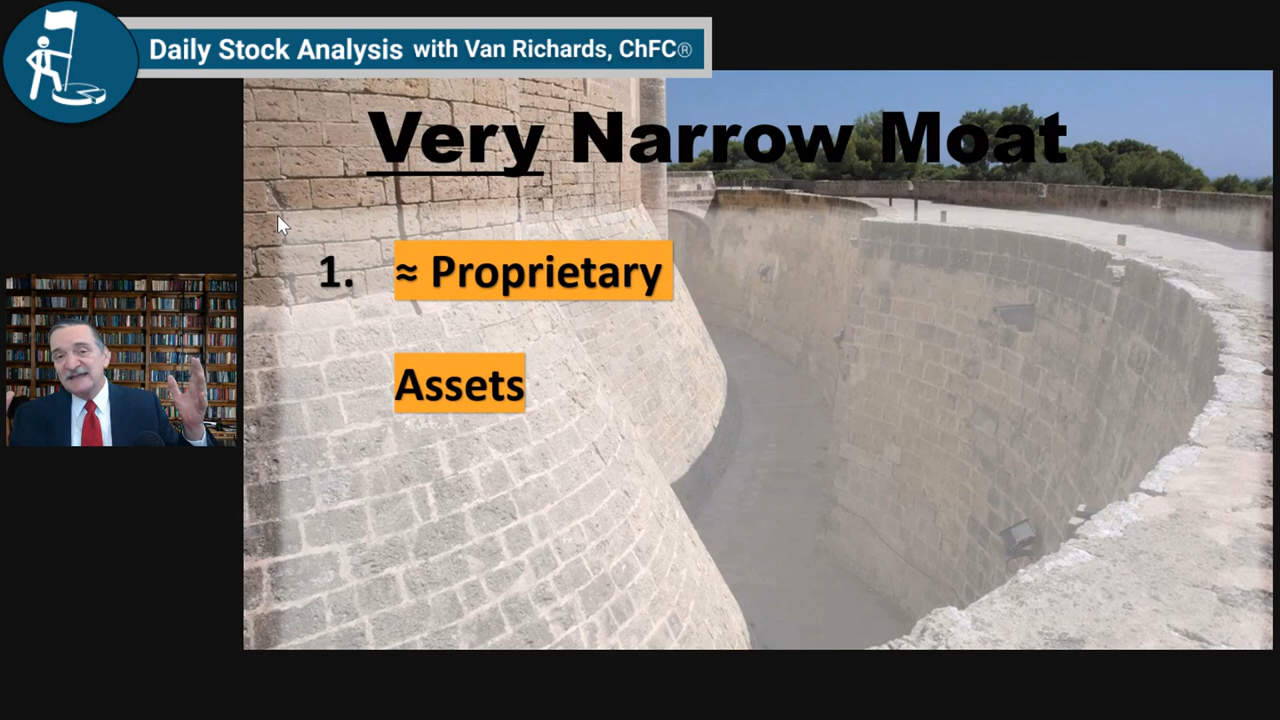 Daily Stock Analysis with Van Richards, ChFC®
Very Narrow Moat
1. ≈ Proprietary
Assets